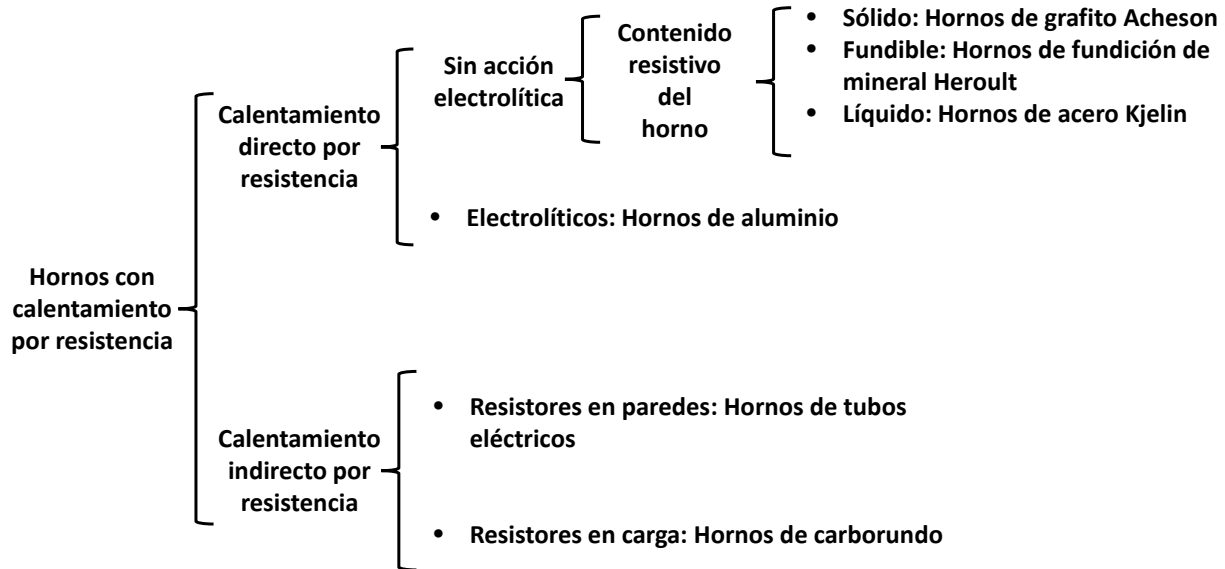 Hornos con
calentamiento
por resistencia
Calentamiento
directo por
resistencia
Sin acción
electrolítica
Contenido
resistivo
del
horno
• Sólido: Hornos de grafito Acheson
• Fundible: Hornos de fundición de
mineral Heroult
• Líquido: Hornos de acero Kjelin
• Electrolíticos: Hornos de aluminio
Calentamiento
indirecto por
resistencia
• Resistores en paredes: Hornos de tubos
eléctricos
• Resistores en carga: Hornos de carborundo